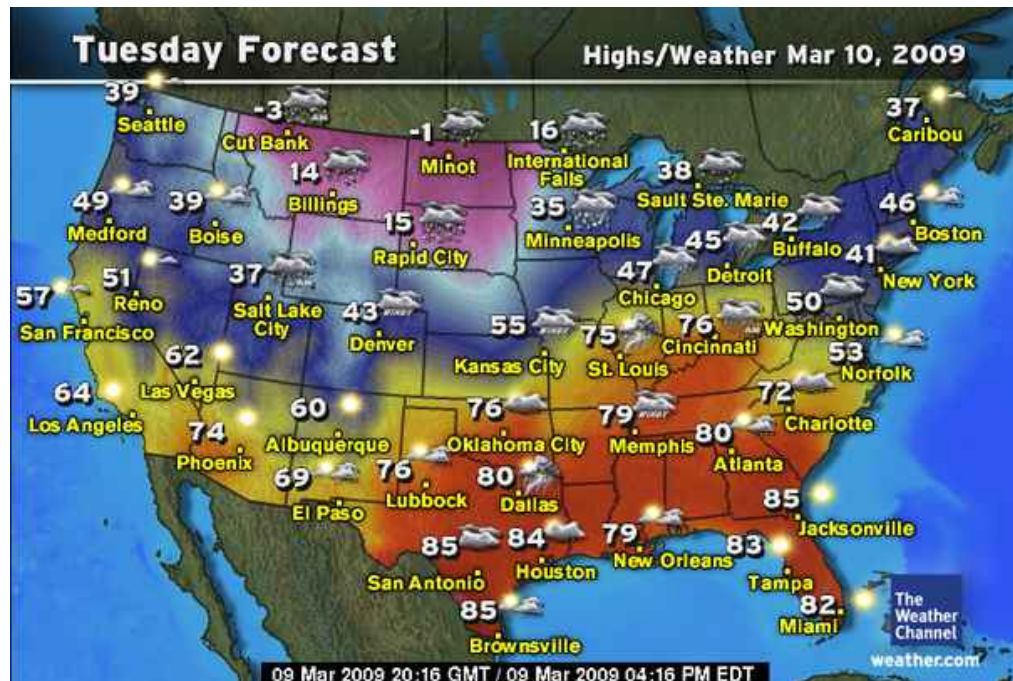 Tuesday Forecast
Highs/Weather Mar 10, 2009
39
Seattle
-3
AM
Cut Bank
-1
Minot
16
International
Falls
37
Caribou
14
Billings
38
Sault Ste. Marie
49
Medford
39
Boise
15
Rapid City
35
Minneapolis
45
Detroit
42
Buffalo
46
Boston
41
New York
57
San Francisco
51
Reno
37
AM
Salt Lake
City
43
WINDY
Denver
47
Chicago
55
WINDY
Kansas City
75
St. Louis
76
AM
Cincinnati
50
Washington
53
Norfolk
62
Las Vegas
64
Los Angeles
74
Phoenix
60
Albuquerque
76
Oklahoma City
79
WINDY
Memphis
72
Charlotte
80
Atlanta
69
El Paso
76
Lubbock
80
Dallas
85
Jacksonville
85
San Antonio
84
Houston
79
New Orleans
83
Tampa
82
Miami
85
Brownsville
The
Weather
Channel
weather.com
09 Mar 2009 20:16 GMT / 09 Mar 2009 04:16 PM EDT